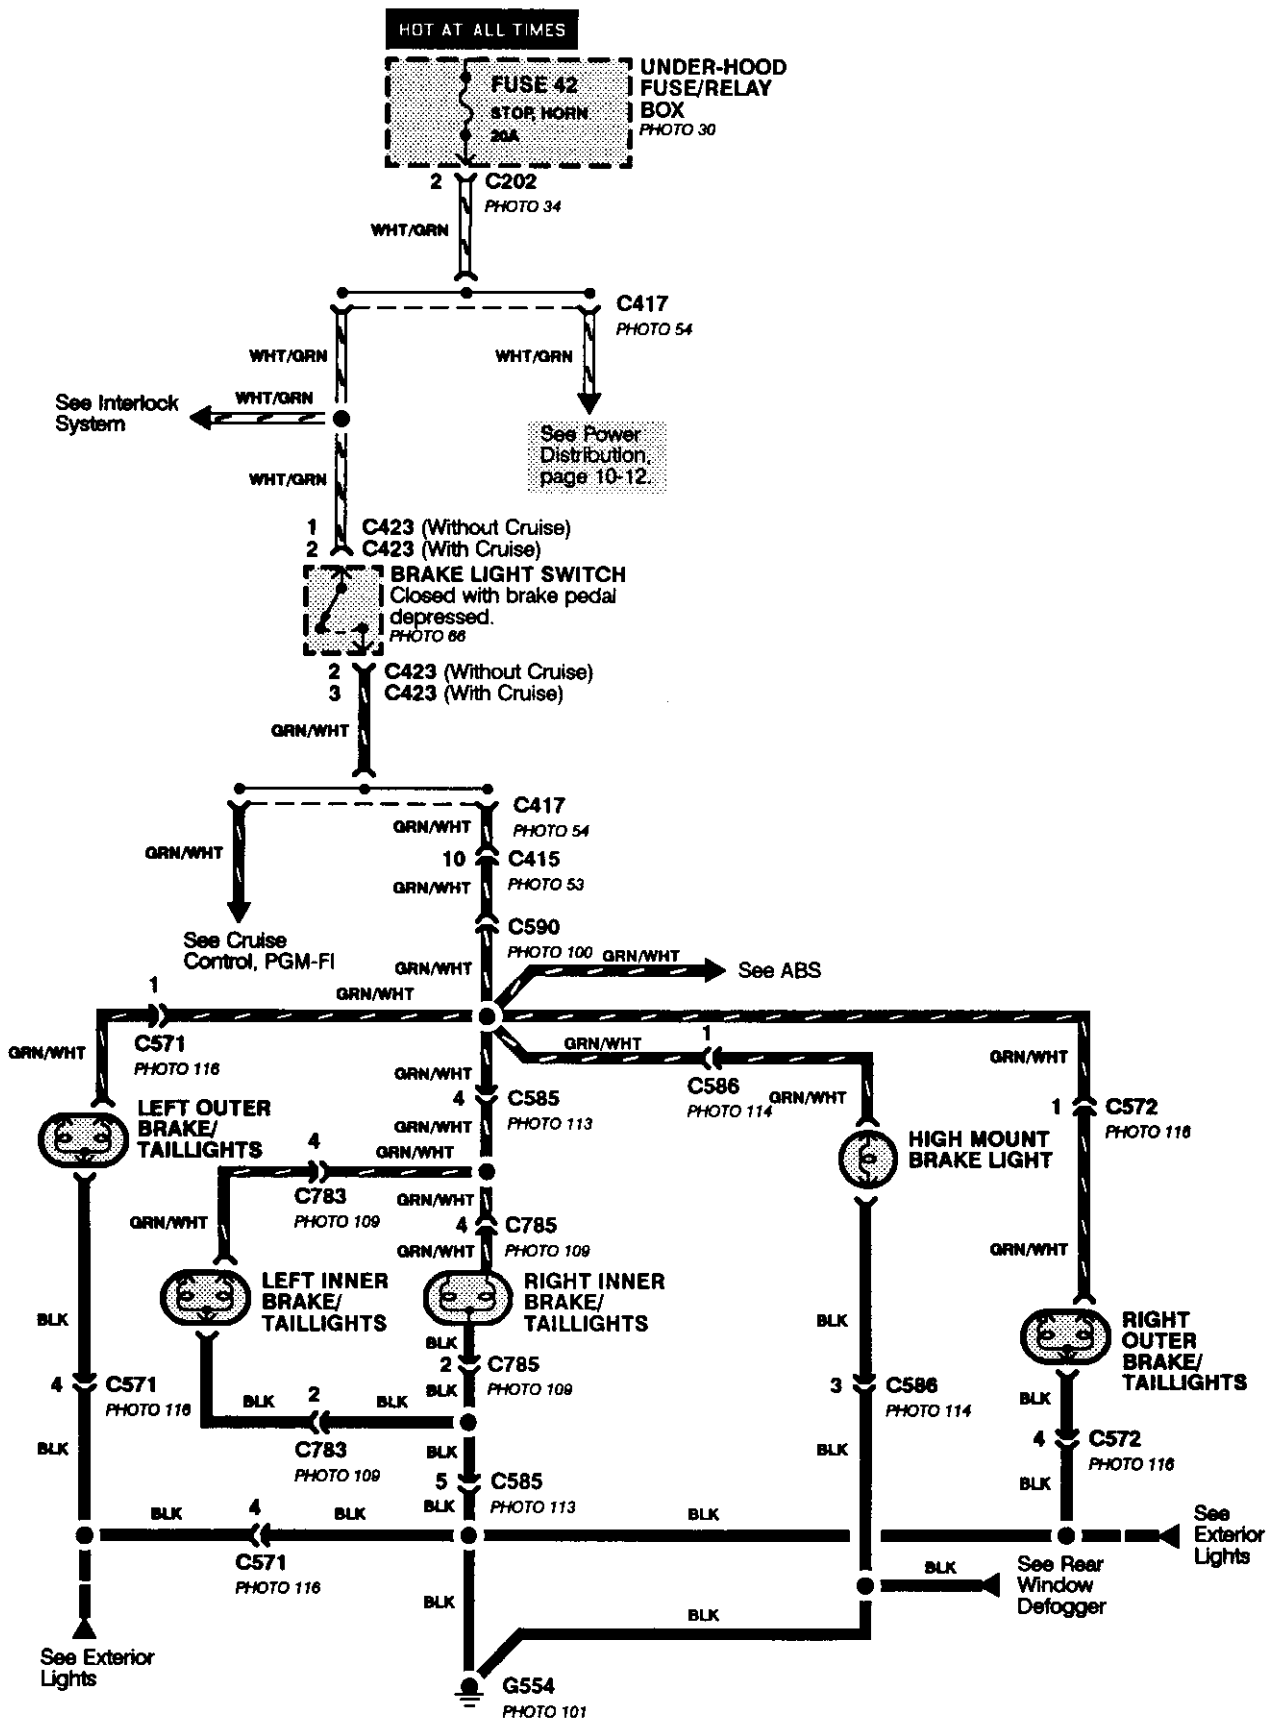 HOT AT ALL TIMES
FUSE 42
STOP, HORN
20A
UNDER-HOOD
FUSE/RELAY
BOX
PHOTO 30
2 C202
PHOTO 34
WHT/GRN
C417
PHOTO 54
WHT/GRN
WHT/GRN
WHT/GRN
See Interlock
System
See Power
Distribution,
page 10-12.
WHT/GRN
1 C423 (Without Cruise)
2 C423 (With Cruise)
BRAKE LIGHT SWITCH
Closed with brake pedal
depressed.
PHOTO 66
2 C423 (Without Cruise)
3 C423 (With Cruise)
GRN/WHT
C417
PHOTO 54
GRN/WHT
GRN/WHT
10 C415
PHOTO 53
GRN/WHT
C590
PHOTO 100
See Cruise
Control, PGM-FI
GRN/WHT
GRN/WHT
See ABS
1
GRN/WHT
C571
PHOTO 116
GRN/WHT
GRN/WHT
1
C586
PHOTO 114
GRN/WHT
GRN/WHT
GRN/WHT
4 C585
PHOTO 113
1 C572
PHOTO 116
LEFT OUTER
BRAKE/
TAILLIGHTS
GRN/WHT
HIGH MOUNT
BRAKE LIGHT
4
GRN/WHT
C783
PHOTO 109
GRN/WHT
GRN/WHT
4 C785
PHOTO 109
GRN/WHT
GRN/WHT
LEFT INNER
BRAKE/
TAILLIGHTS
RIGHT INNER
BRAKE/
TAILLIGHTS
BLK
BLK
RIGHT
OUTER
BRAKE/
TAILLIGHTS
BLK
2 C785
PHOTO 109
4 C571
PHOTO 116
3 C586
PHOTO 114
BLK
BLK
2
BLK
BLK
C783
PHOTO 109
4 C572
PHOTO 116
BLK
BLK
BLK
5 C585
PHOTO 113
BLK
BLK
BLK
4
BLK
BLK
C571
PHOTO 116
See
Exterior
Lights
BLK
See Rear
Window
Defogger
BLK
BLK
See Exterior
Lights
G554
PHOTO 101